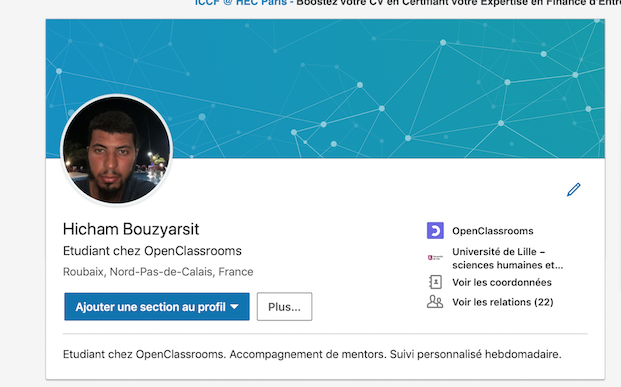 ICCF @ HEC Paris - Boostez votre CV en Certifiant votre Expertise en Finance d'Entre
Hicham Bouzyarsit
Etudiant chez OpenClassrooms
Roubaix, Nord-Pas-de-Calais, France
Ajouter une section au profil
Plus...
OpenClassrooms
Université de Lille –
sciences humaines et...
Voir les coordonnées
Voir les relations (22)
Etudiant chez OpenClassrooms. Accompagnement de mentors. Suivi personnalisé hebdomadaire.